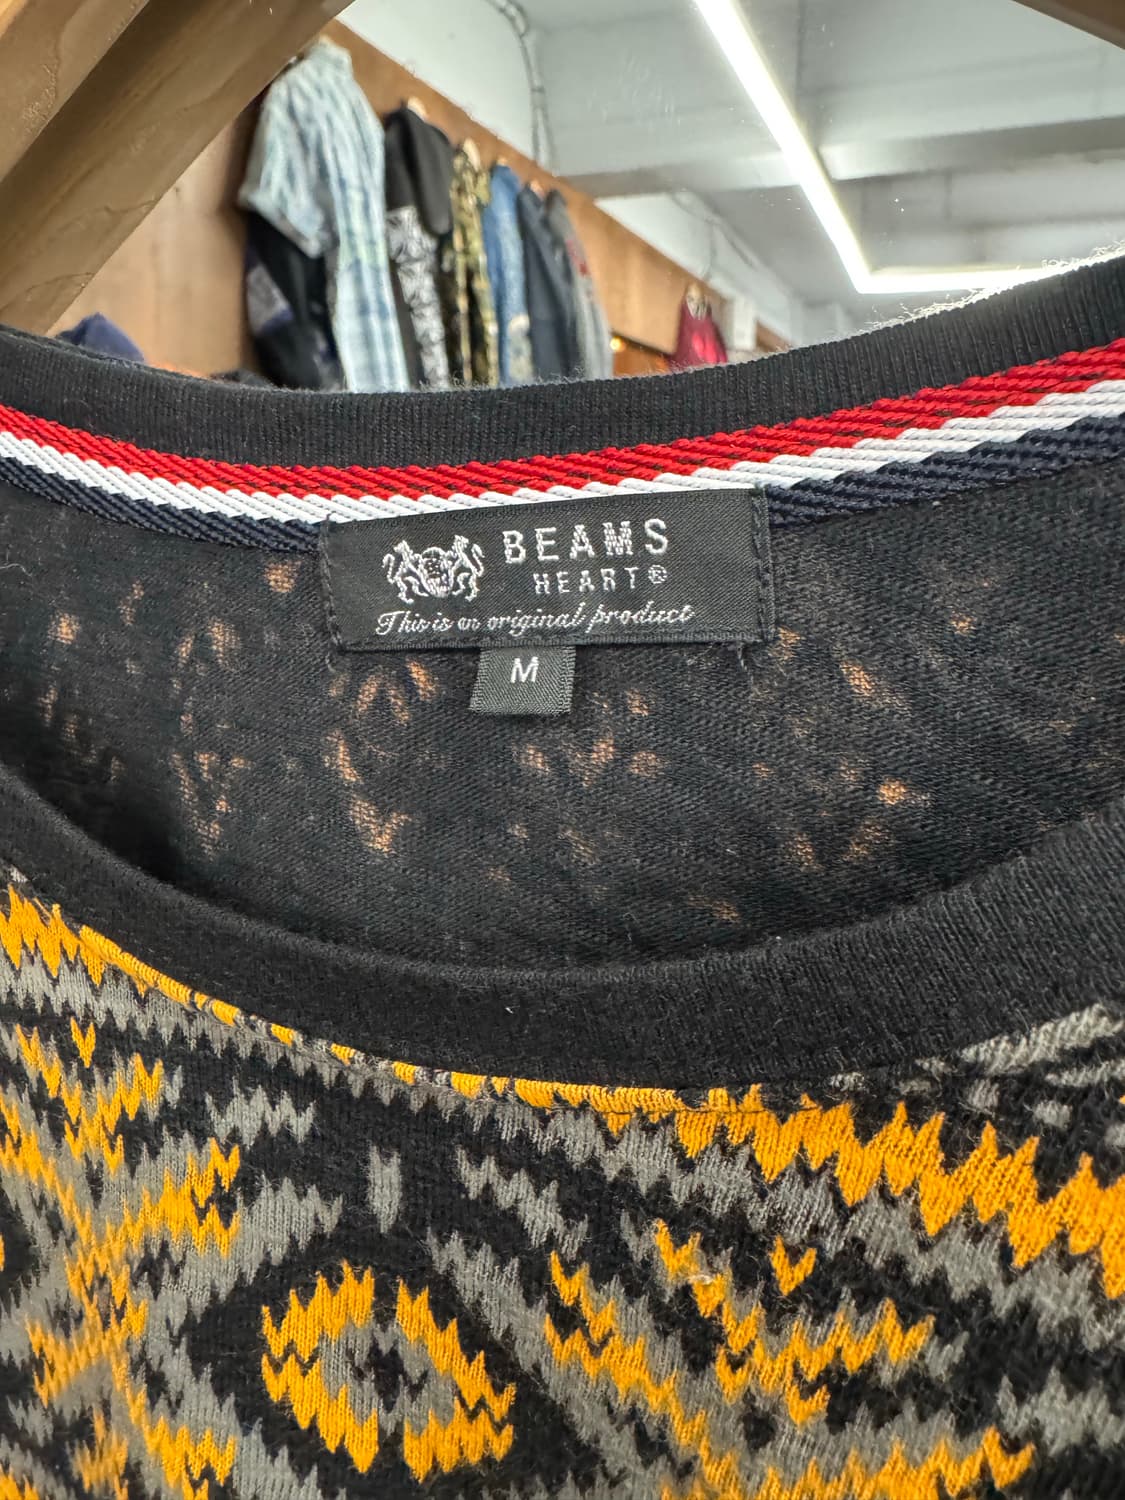 BEAMS
HEART®
This is an original product
M